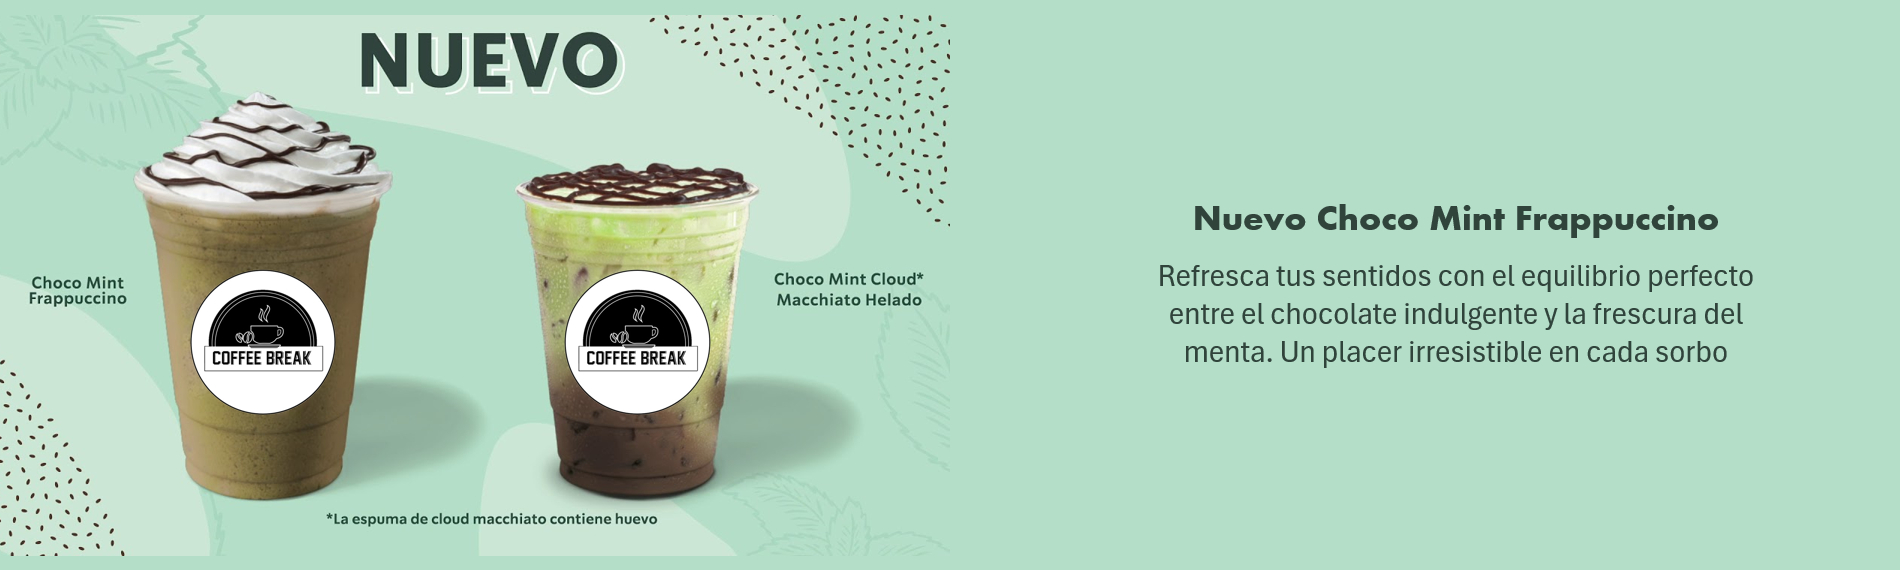 NUEVO
Choco Mint
Frappuccino
COFFEE BREAK
Choco Mint Cloud*
Macchiato Helado
COFFEE BREAK
*La espuma de cloud macchiato contiene huevo
Nuevo Choco Mint Frappuccino
Refresca tus sentidos con el equilibrio perfecto
entre el chocolate indulgente y la frescura del
menta. Un placer irresistible en cada sorbo